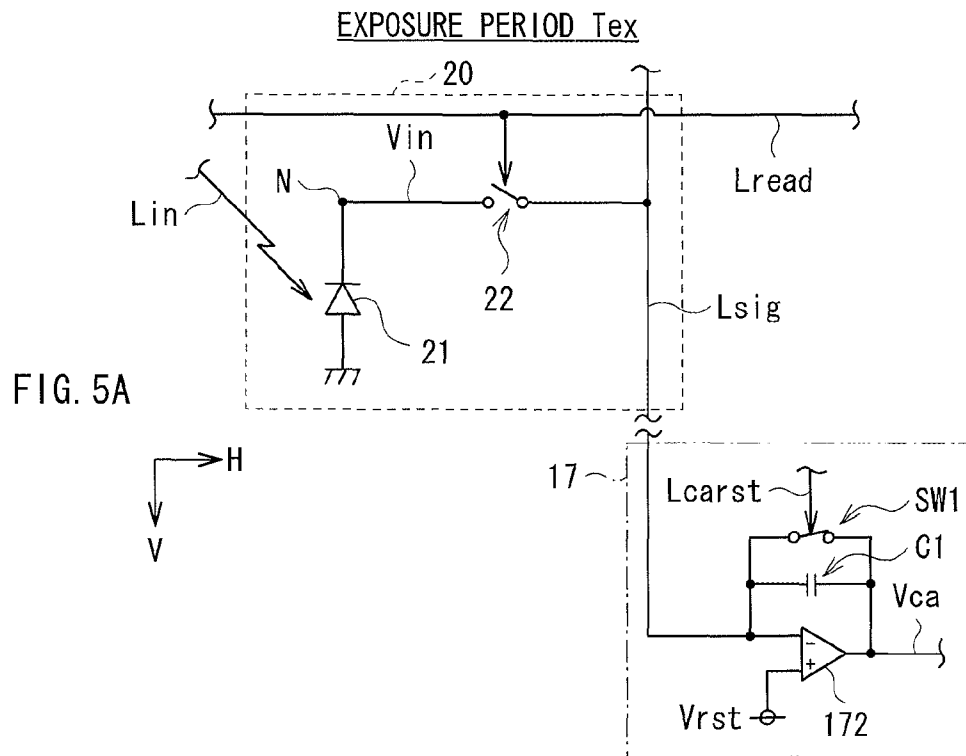 EXPOSURE PERIOD Tex
20
Vin
Lread
N
Lin
22
Lsig
21
FIG. 5A
H
V
17
Lcarst
SW1
C1
Vca
-
+
Vrst
172